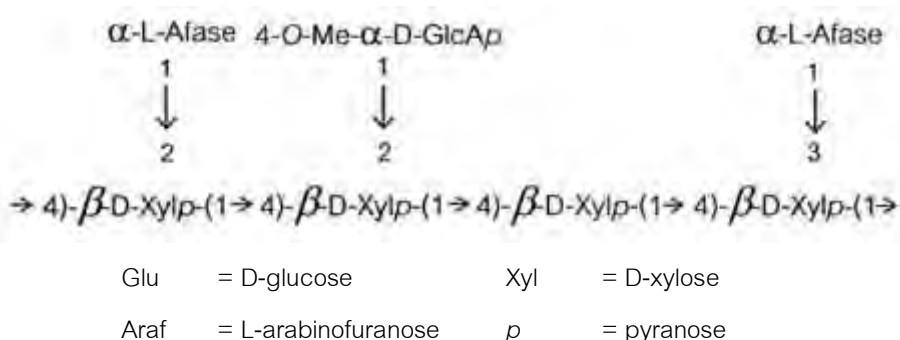 α-L-Afase 4-O-Me-α-D-GlcAp α-L-Afase
1 1 1
↓ ↓ ↓
2 2 3
→ 4)-β-D-Xylp-(1→ 4)-β-D-Xylp-(1→ 4)-β-D-Xylp-(1→ 4)-β-D-Xylp-(1→
Glu = D-glucose Xyl = D-xylose
Araf = L-arabinofuranose p = pyranose